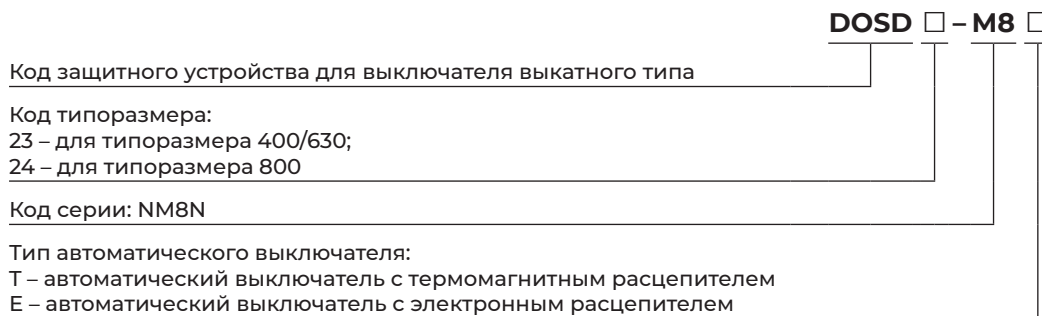 DOSD □ – M8 □
Код защитного устройства для выключателя выкатного типа
Код типоразмера:
23 – для типоразмера 400/630;
24 – для типоразмера 800
Код серии: NM8N
Тип автоматического выключателя:
Т – автоматический выключатель с термомагнитным расцепителем
Е – автоматический выключатель с электронным расцепителем